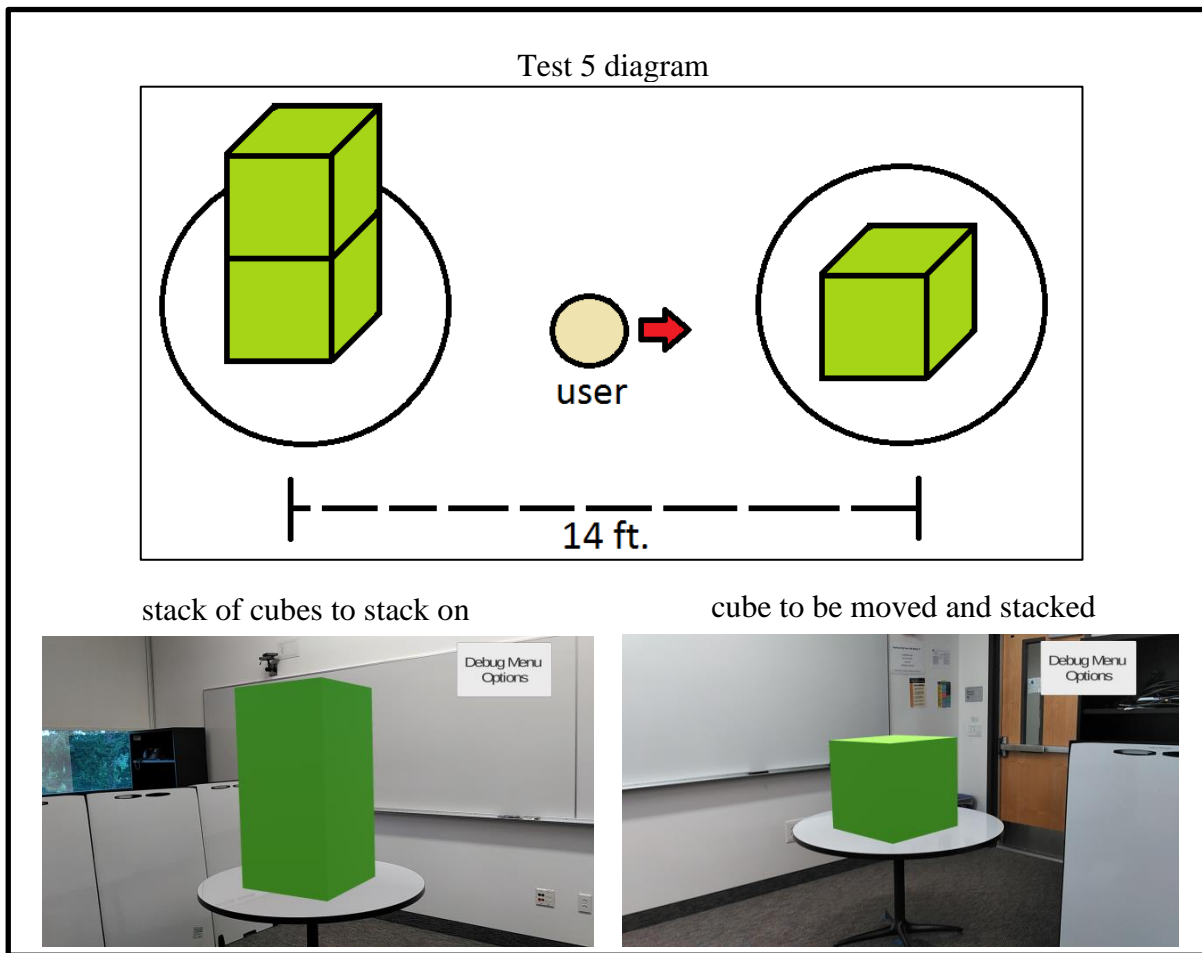 Test 5 diagram
user
14 ft.
stack of cubes to stack on
cube to be moved and stacked
Debug Menu
Options
Debug Menu
Options